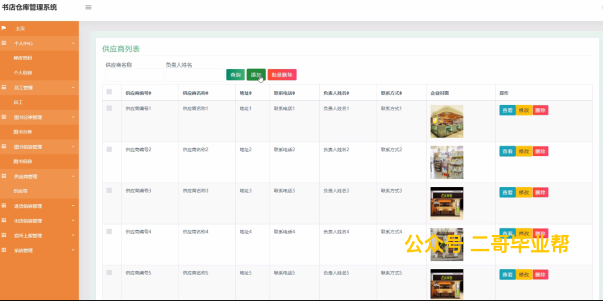 书店仓库管理系统
主页
个人中心
修改密码
个人信息
员工管理
员工
图书分类管理
图书分类
图书信息管理
图书信息
供应商管理
供应商
进货信息管理
出货信息管理
系统管理
供应商列表
供应商名称 负责人姓名
查询 添加 批量删除
供应商编号 供应商名称 地址 联系电话 负责人姓名 联系方式 企业相册 操作
供应商编号1 供应商名称1 地址1 联系电话1 负责人姓名1 联系方式1 查看 修改 删除
供应商编号2 供应商名称2 地址2 联系电话2 负责人姓名2 联系方式2 查看 修改 删除
供应商编号3 供应商名称3 地址3 联系电话3 负责人姓名3 联系方式3 查看 修改 删除
供应商编号4 供应商名称4 地址4 联系电话4 负责人姓名4 联系方式4 查看 修改 删除
公众号 二哥毕业帮
供应商编号5 供应商名称5 地址5 联系电话5 负责人姓名5 联系方式5 查看 修改 删除